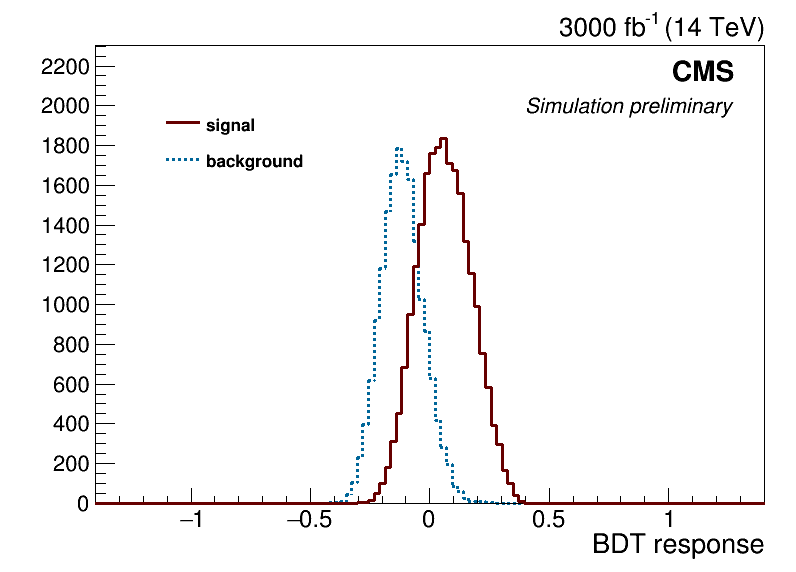 3000 fb⁻¹ (14 TeV)
CMS
Simulation preliminary
signal
background
2200
2000
1800
1600
1400
1200
1000
800
600
400
200
0
−1 −0.5 0 0.5 1
BDT response